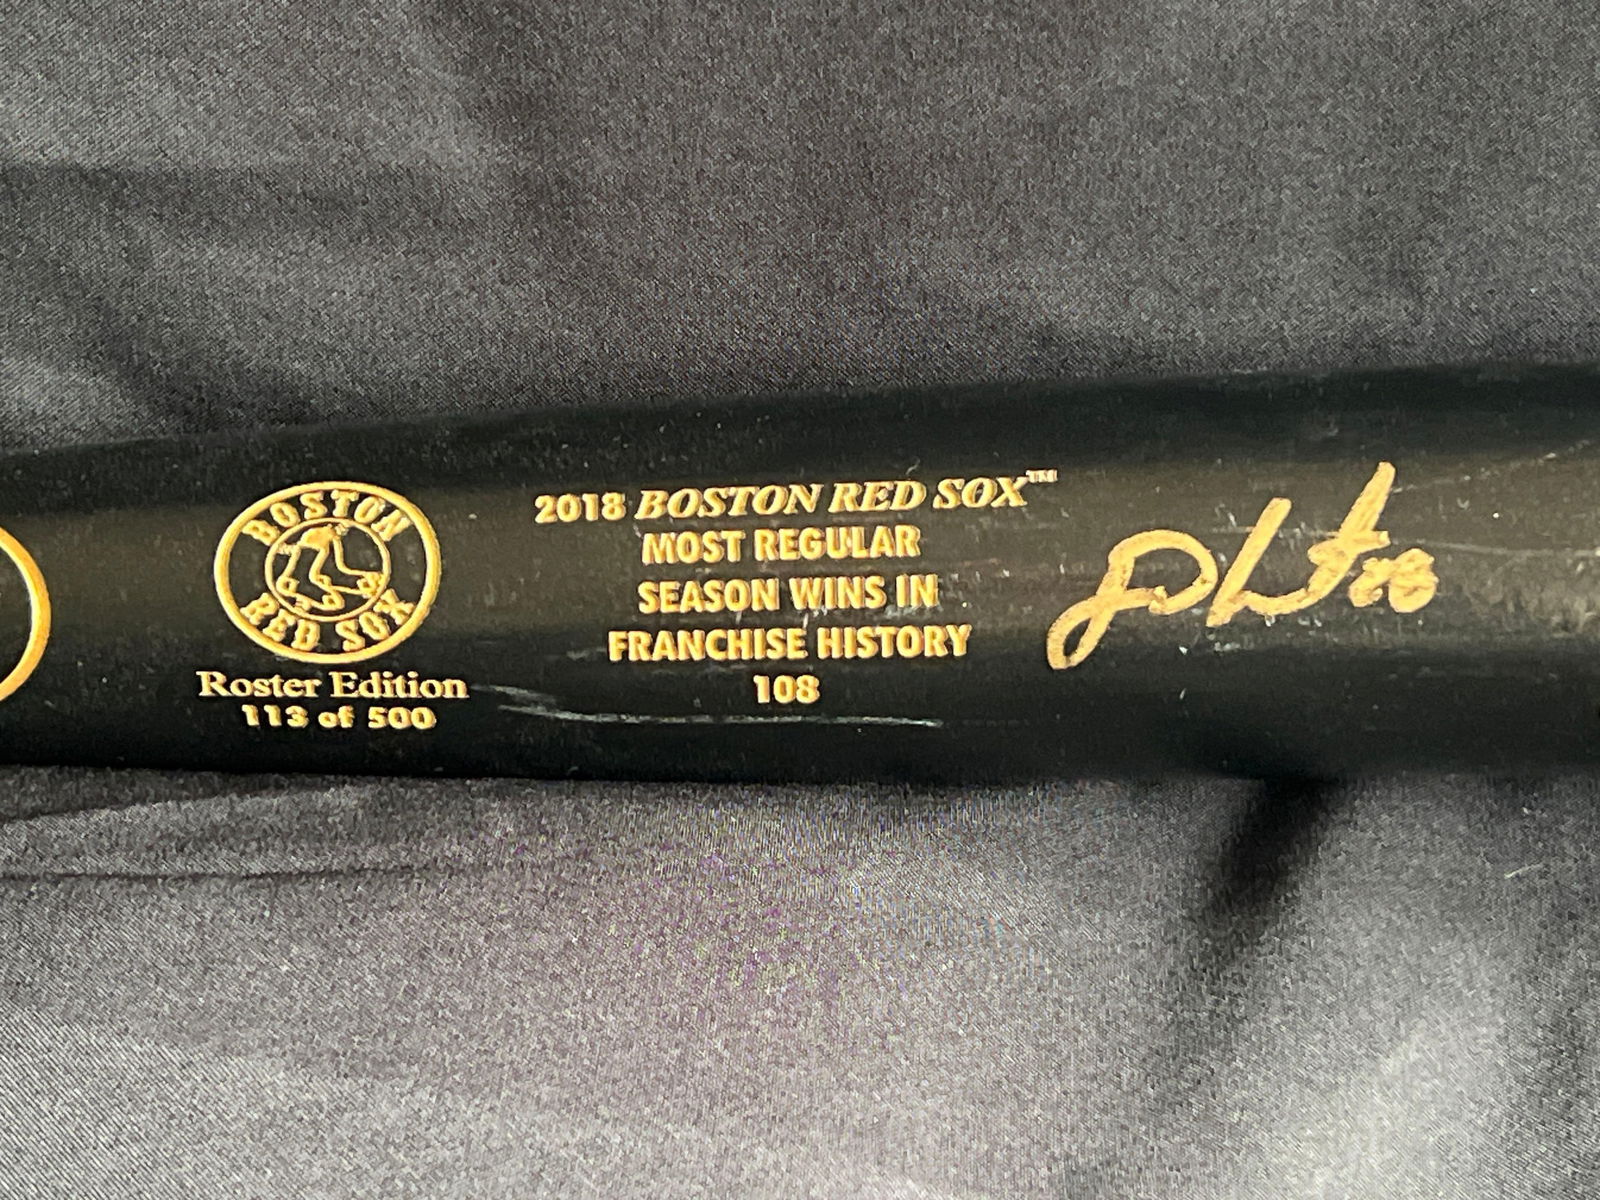 BOSTON
RED SOX
Roster Edition
113 of 500
2018 BOSTON RED SOX™
MOST REGULAR
SEASON WINS IN
FRANCHISE HISTORY
108